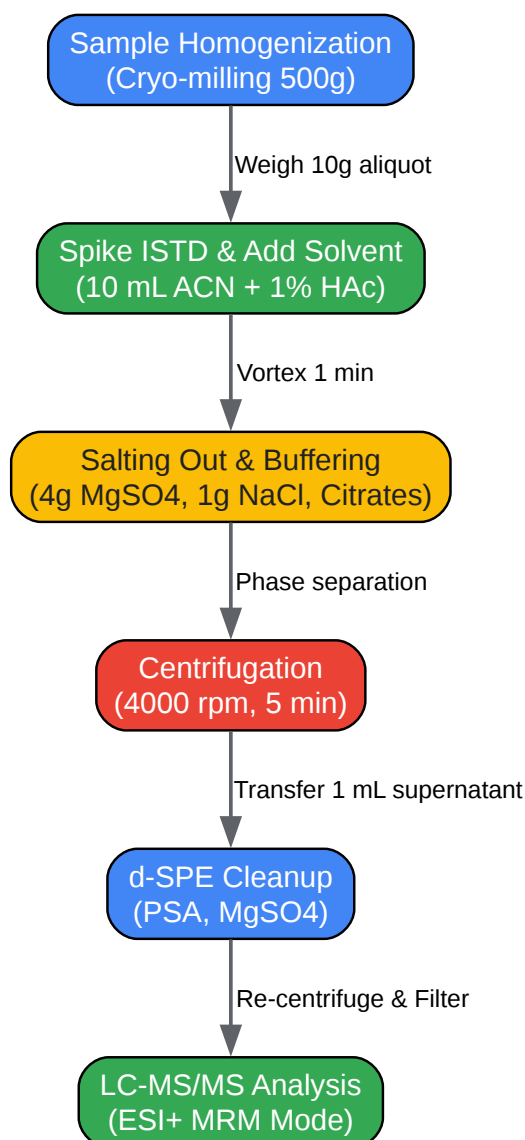 Sample Homogenization
(Cryo-milling 500g)
Weigh 10g aliquot
Spike ISTD & Add Solvent
(10 mL ACN + 1% HAc)
Vortex 1 min
Salting Out & Buffering
(4g MgSO4, 1g NaCl, Citrates)
Phase separation
Centrifugation
(4000 rpm, 5 min)
Transfer 1 mL supernatant
d-SPE Cleanup
(PSA, MgSO4)
Re-centrifuge & Filter
LC-MS/MS Analysis
(ESI+ MRM Mode)